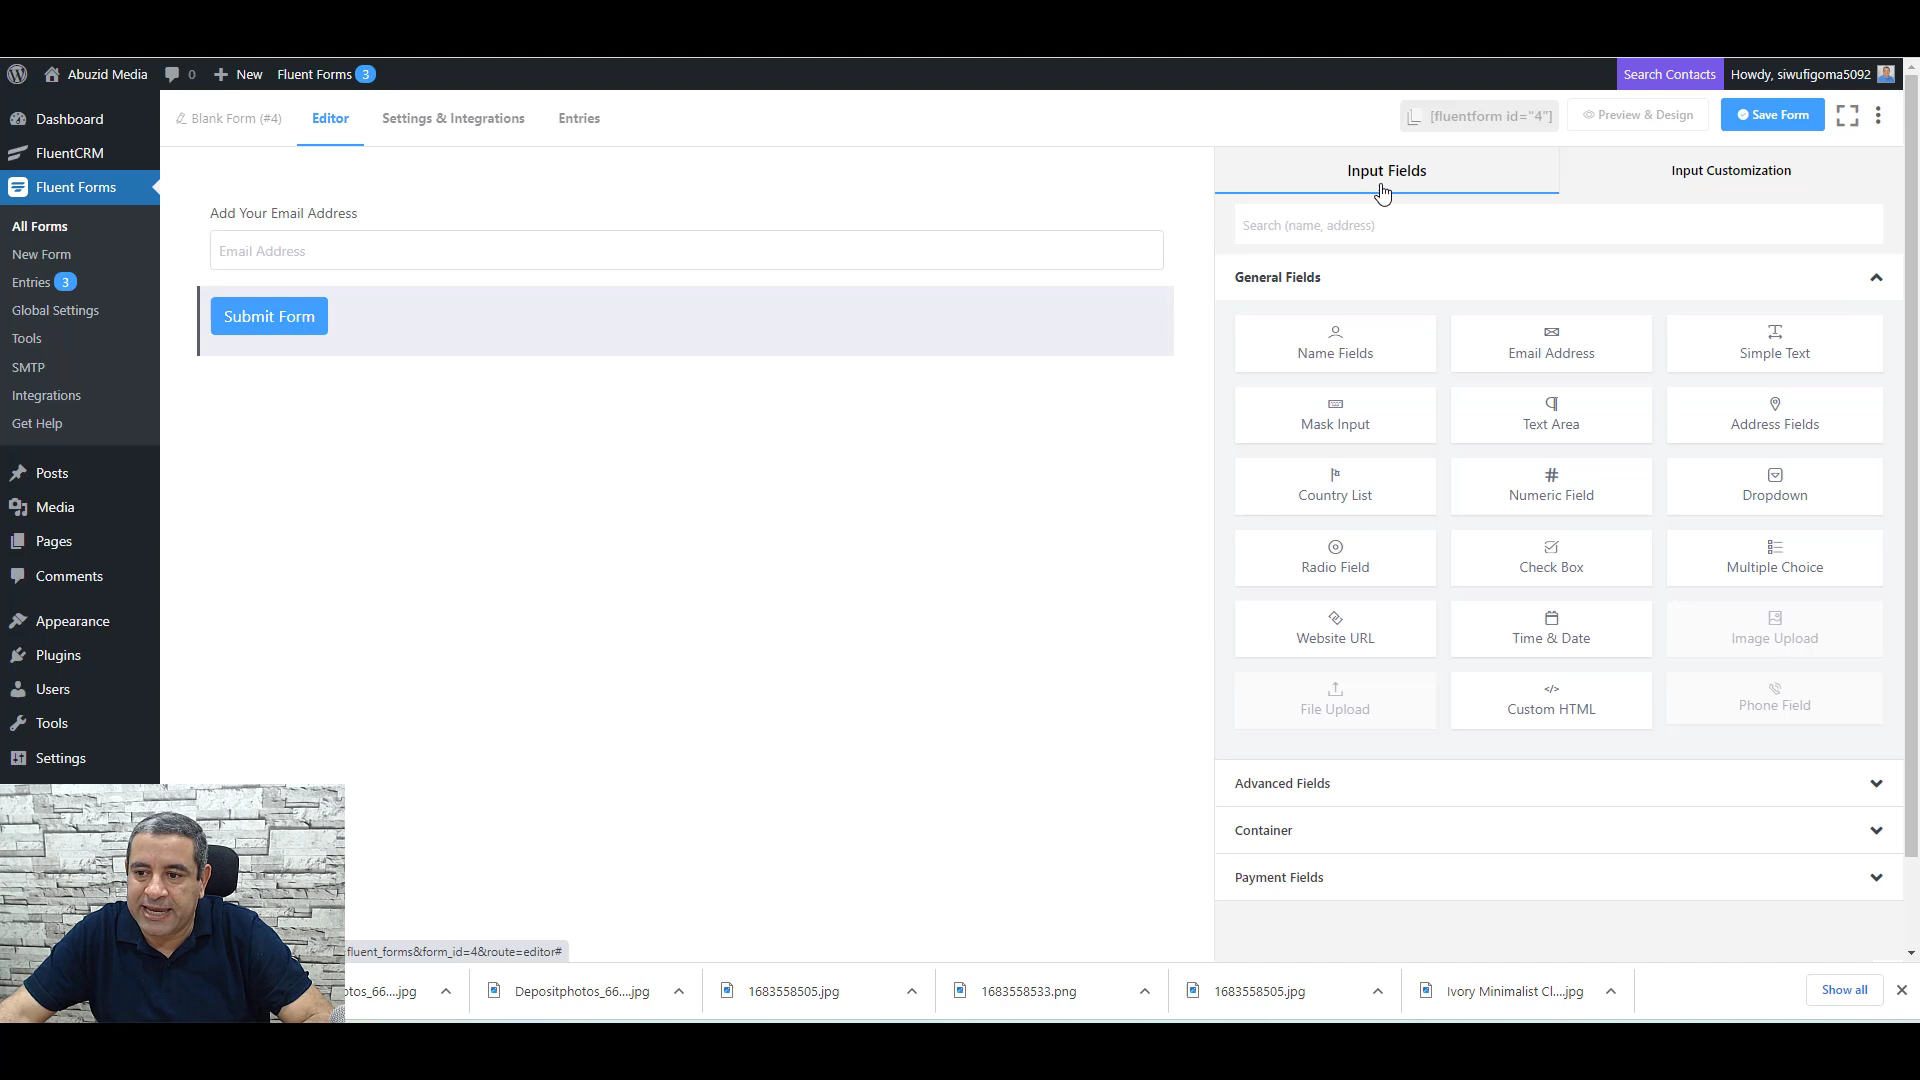 Abuzid Media
0
New
Fluent Forms 3
Search Contacts
Howdy, siwufigoma5092
Dashboard
FluentCRM
Fluent Forms
All Forms
New Form
Entries 3
Global Settings
Tools
SMTP
Integrations
Get Help
Posts
Media
Pages
Comments
Appearance
Plugins
Users
Tools
Settings
Blank Form (#4)
Editor
Settings & Integrations
Entries
[fluentform id="4"]
Preview & Design
Save Form
Add Your Email Address
Email Address
Submit Form
Input Fields
Input Customization
Search (name, address)
General Fields
Name Fields
Email Address
Simple Text
Mask Input
Text Area
Address Fields
Country List
Numeric Field
Dropdown
Radio Field
Check Box
Multiple Choice
Website URL
Time & Date
Image Upload
File Upload
Custom HTML
Phone Field
Advanced Fields
Container
Payment Fields
fluent_forms&form_id=4&route=editor#
otos_66....jpg
Depositphotos_66....jpg
1683558505.jpg
1683558533.png
1683558505.jpg
Ivory Minimalist Cl....jpg
Show all